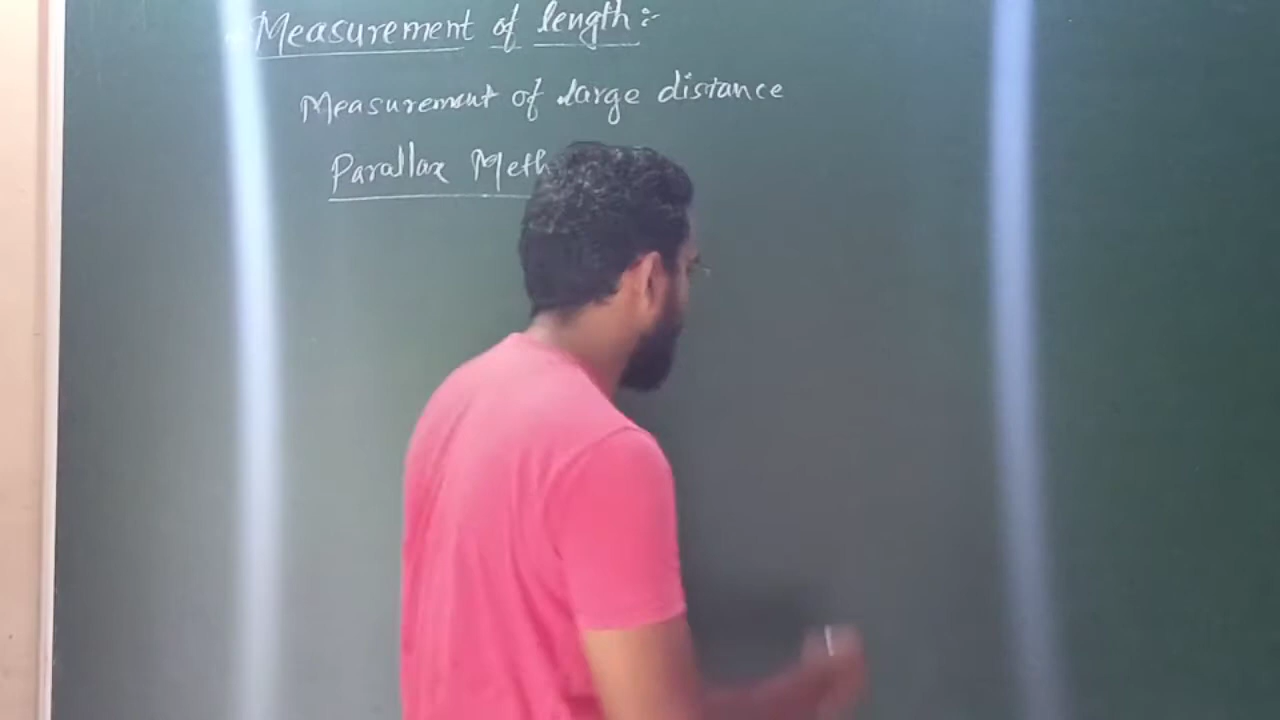 Measurement of length :-
Measurement of large distance
Parallax Meth